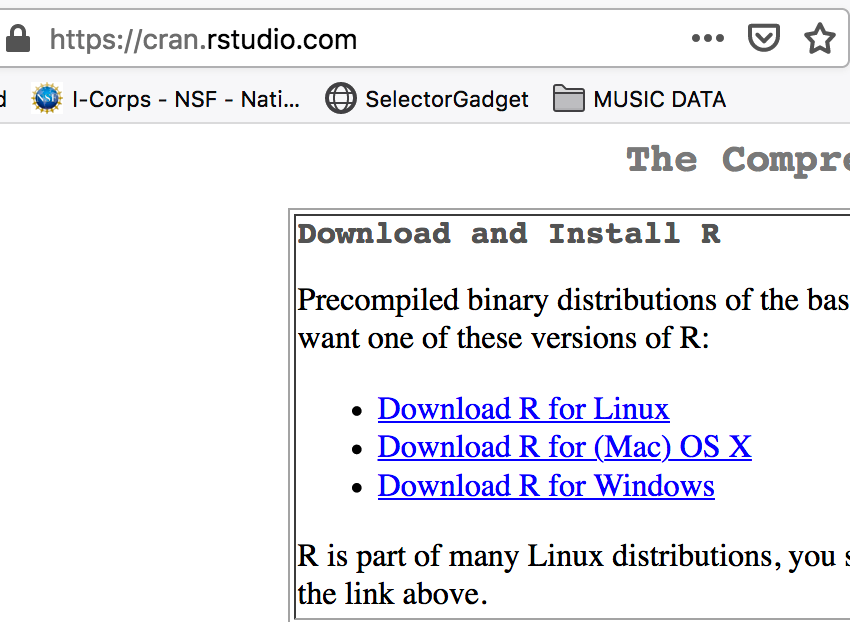 https://cran.rstudio.com
I-Corps - NSF - Nati... SelectorGadget MUSIC DATA
The
Download and Install R
Precompiled binary distributions of the
want one of these versions of R:
• Download R for Linux
• Download R for (Mac) OS X
• Download R for Windows
R is part of many Linux distributions, you
the link above.